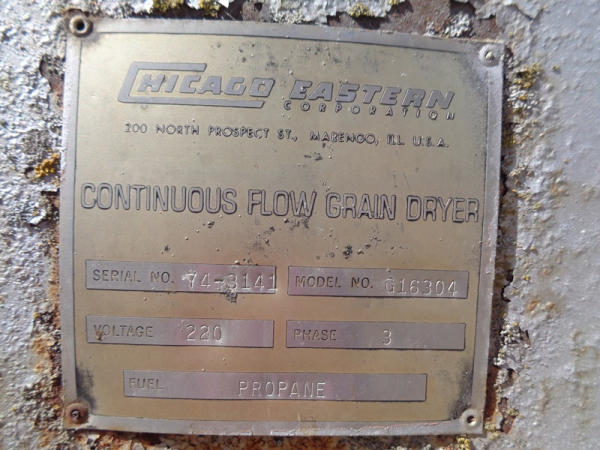 CHICAGO EASTERN
CORPORATION
200 NORTH PROSPECT ST., MARENGO, ILL. U.S.A.
CONTINUOUS FLOW GRAIN DRYER
SERIAL NO. 74-3141 MODEL NO. G16304
VOLTAGE 220 PHASE 3
FUEL PROPANE